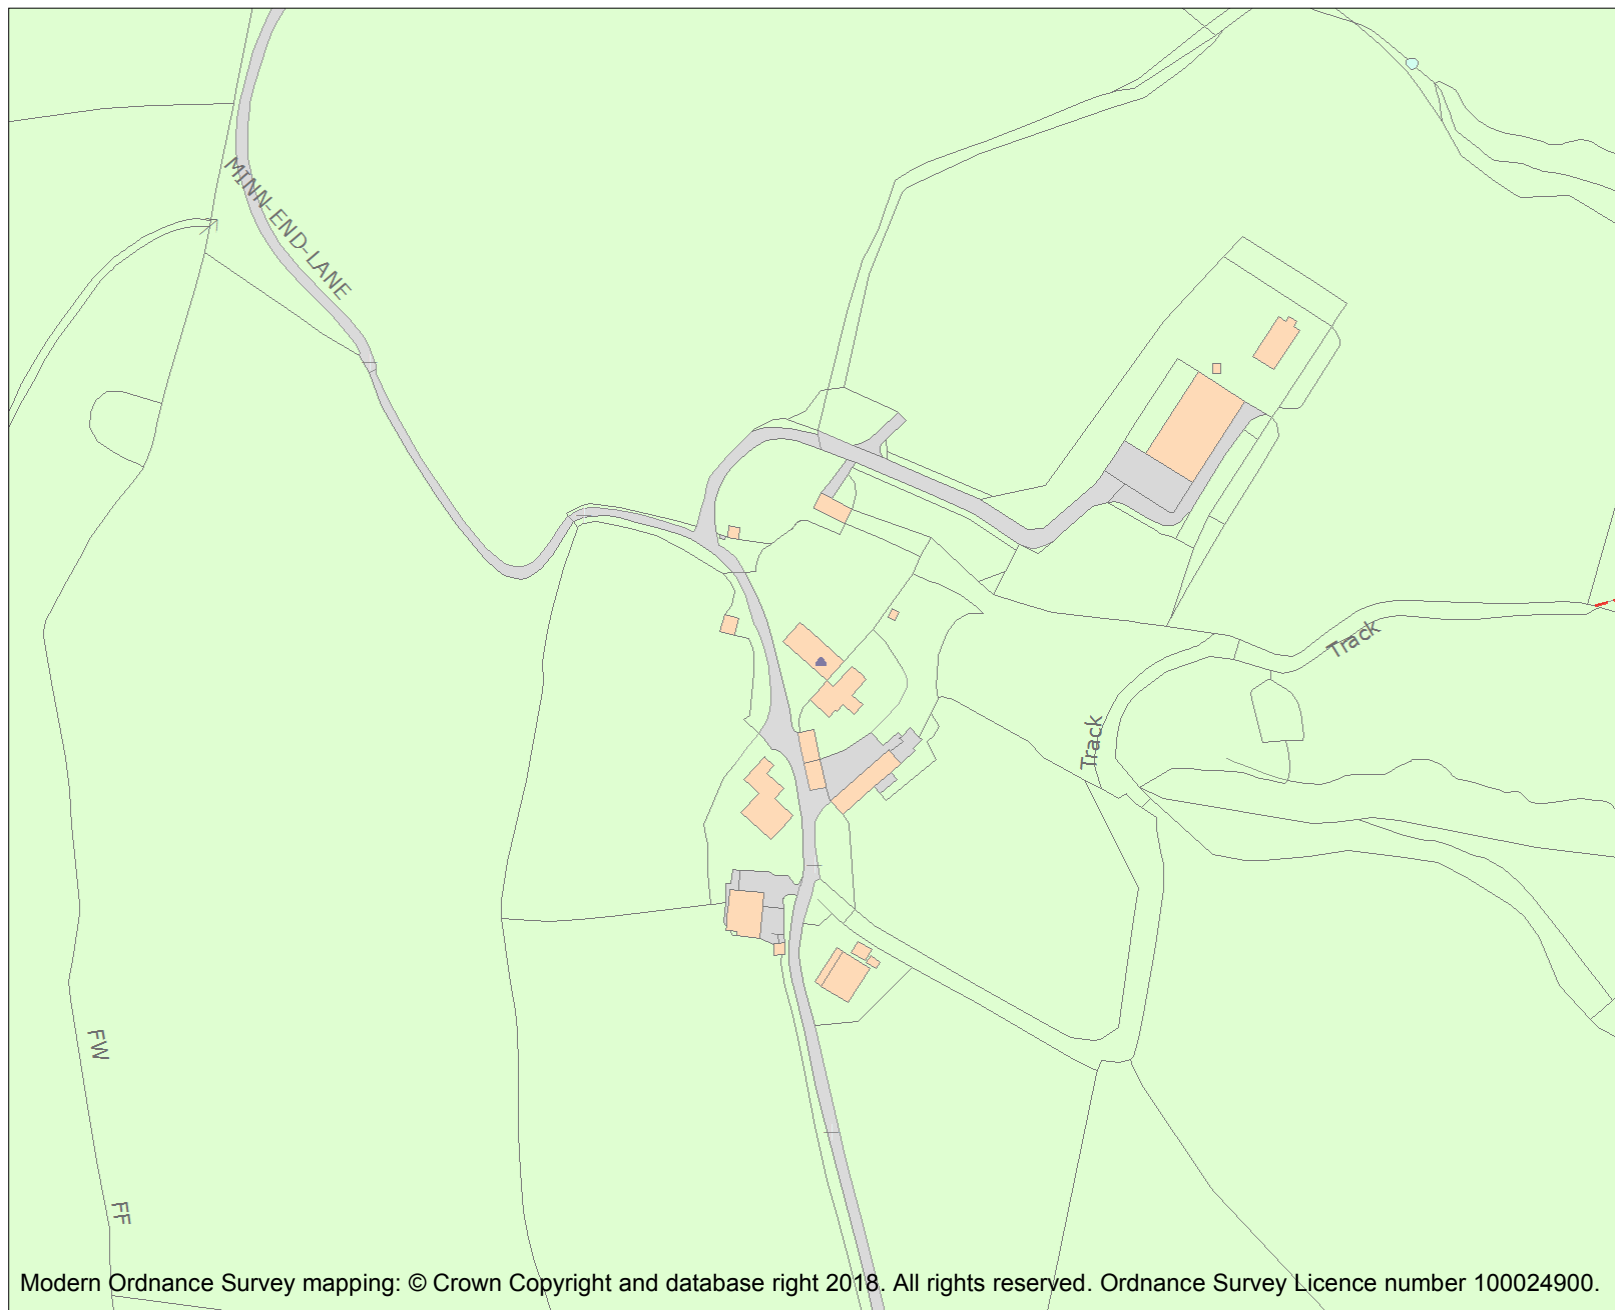 MINN-END-LANE
Track
Track
FW
FF
Modern Ordnance Survey mapping: © Crown Copyright and database right 2018. All rights reserved. Ordnance Survey Licence number 100024900.